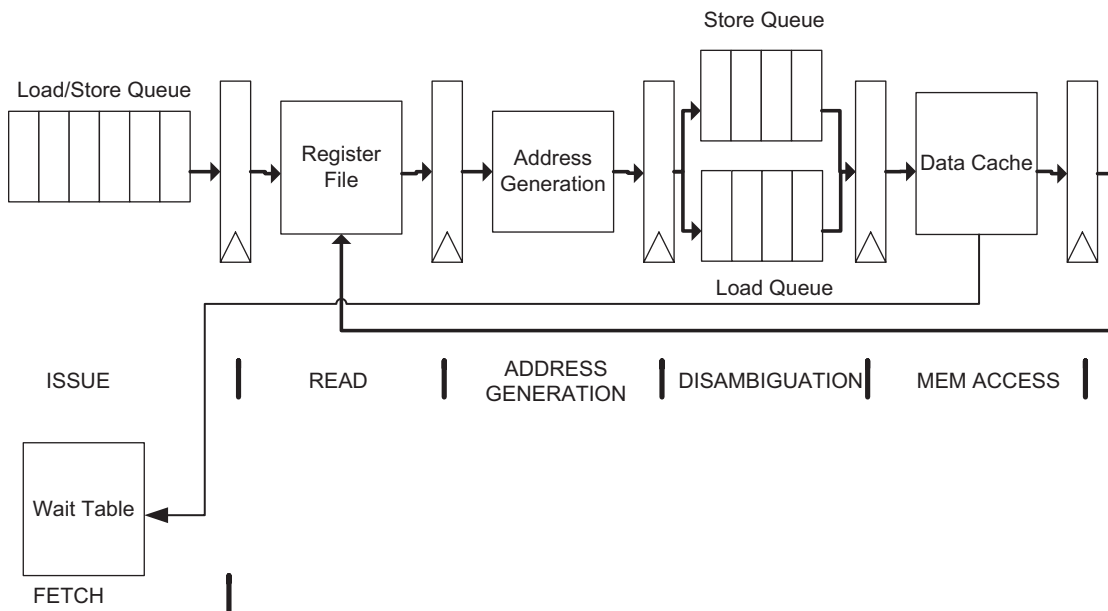 Store Queue
Load/Store Queue
Register
File
Address
Generation
Data Cache
Load Queue
ISSUE
READ
ADDRESS
GENERATION
DISAMBIGUATION
MEM ACCESS
Wait Table
FETCH